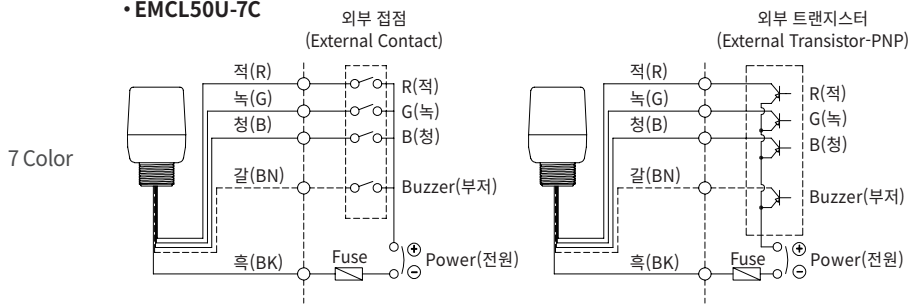 • EMCL50U-7C
외부 접점
(External Contact)
외부 트랜지스터
(External Transistor-PNP)
7 Color
적(R)
녹(G)
청(B)
갈(BN)
흑(BK)
R(적)
G(녹)
B(청)
Buzzer(부저)
Fuse
⊕
⊖
Power(전원)
적(R)
녹(G)
청(B)
갈(BN)
흑(BK)
R(적)
G(녹)
B(청)
Buzzer(부저)
Fuse
⊕
⊖
Power(전원)